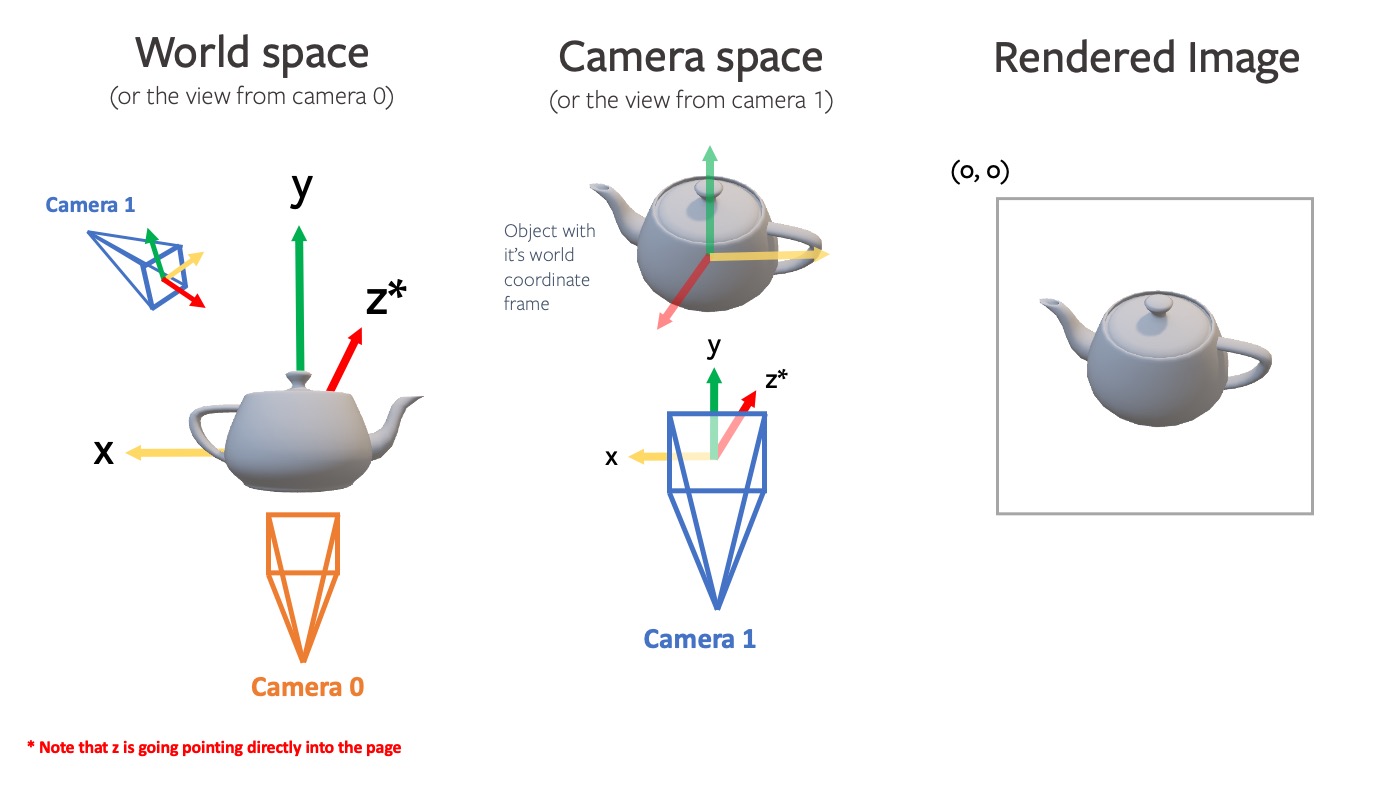 World space
(or the view from camera 0)
Camera 1
y
z*
x
Camera 0
* Note that z is going pointing directly into the page
Camera space
(or the view from camera 1)
Object with
it's world
coordinate
frame
y
z*
x
Camera 1
Rendered Image
(0, 0)